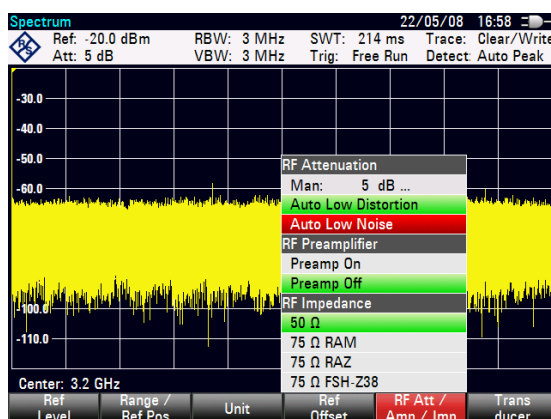 Spectrum 22/05/08 16:58
Ref: -20.0 dBm RBW: 3 MHz SWT: 214 ms Trace: Clear/Write
Att: 5 dB VBW: 3 MHz Trig: Free Run Detect: Auto Peak
-30.0
-40.0
-50.0
-60.0
-100.0
-110.0
RF Attenuation
Man: 5 dB ...
Auto Low Distortion
Auto Low Noise
RF Preamplifier
Preamp On
Preamp Off
RF Impedance
50 Ω
75 Ω RAM
75 Ω RAZ
75 Ω FSH-Z38
Center: 3.2 GHz
Ref Level
Range / Ref Pos
Unit
Ref Offset
RF Att / Amp / Imp
Trans ducer